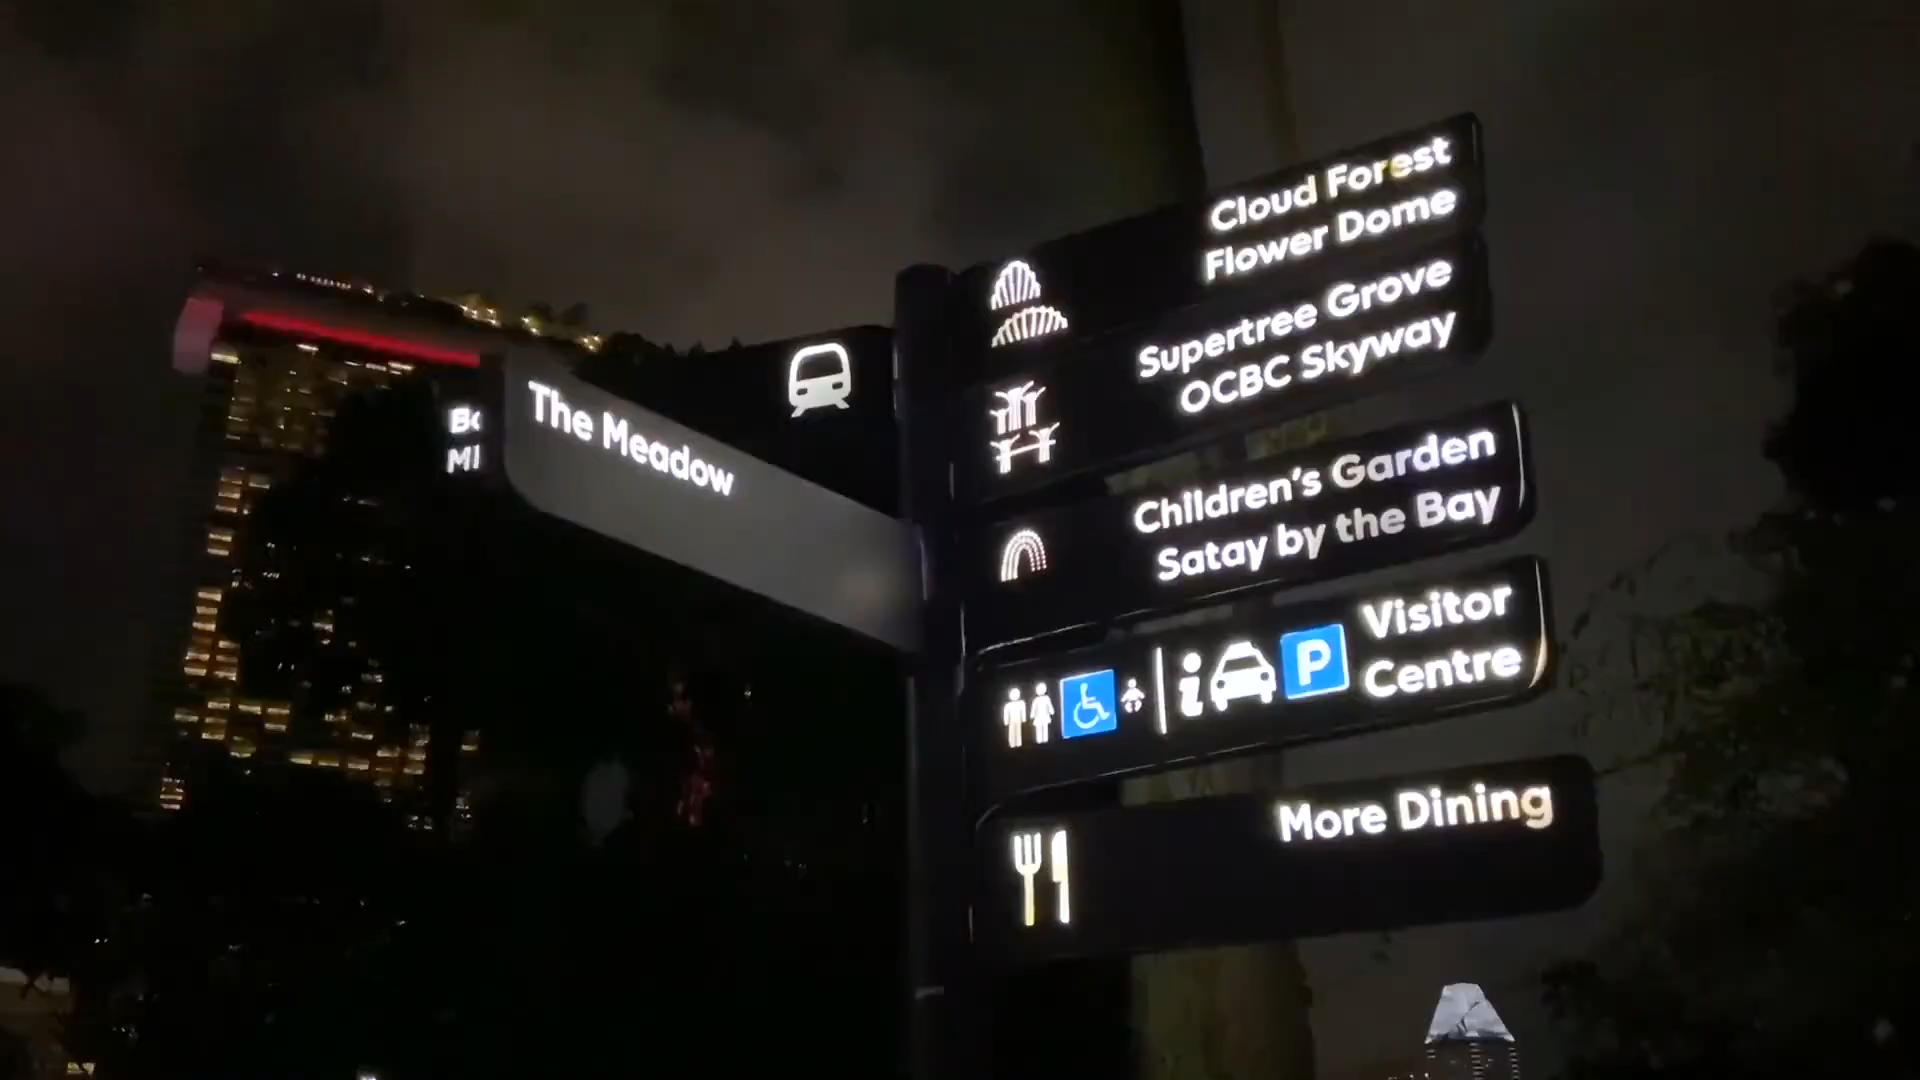 The Meadow
Cloud Forest
Flower Dome
Supertree Grove
OCBC Skyway
Children's Garden
Satay by the Bay
P
Visitor
Centre
More Dining